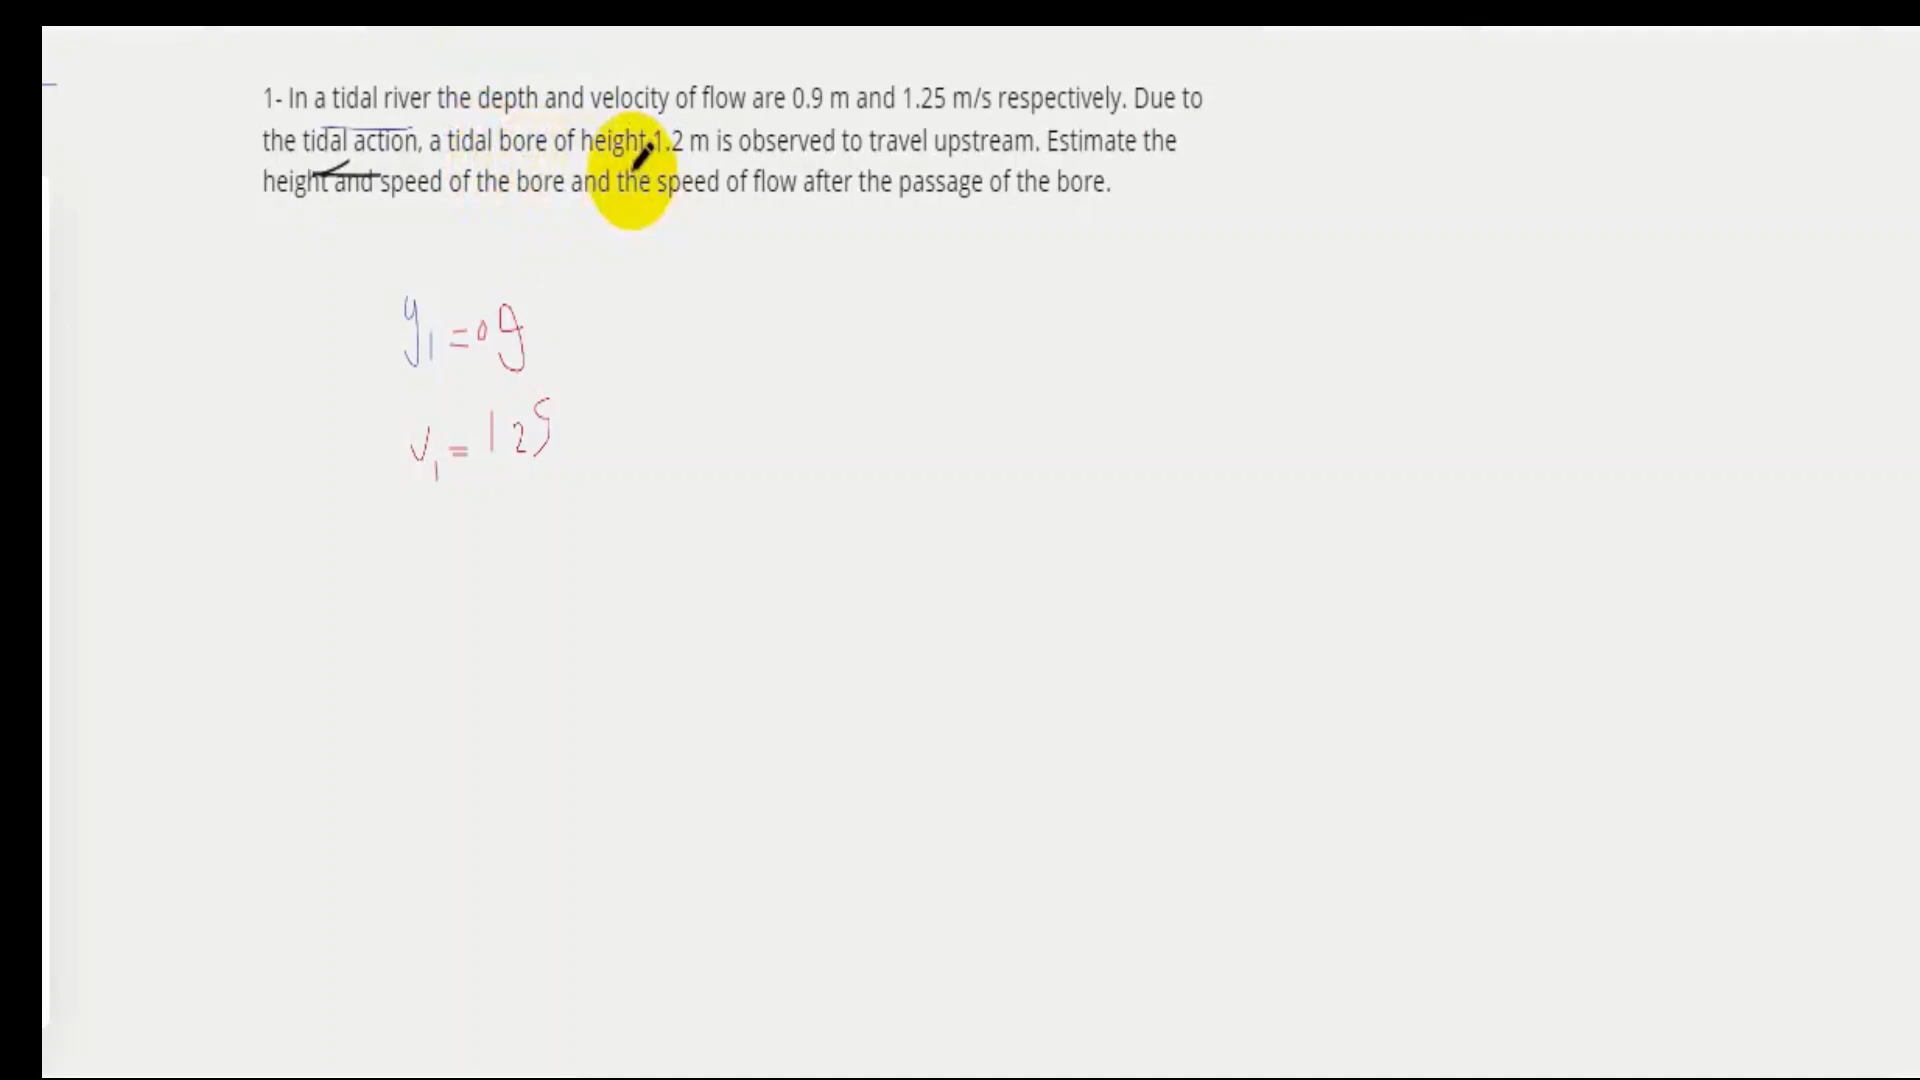 1- In a tidal river the depth and velocity of flow are 0.9 m and 1.25 m/s respectively. Due to
the tidal action, a tidal bore of height 1.2 m is observed to travel upstream. Estimate the
height and speed of the bore and the speed of flow after the passage of the bore.
y1 = 0 9
v1 = 1 25